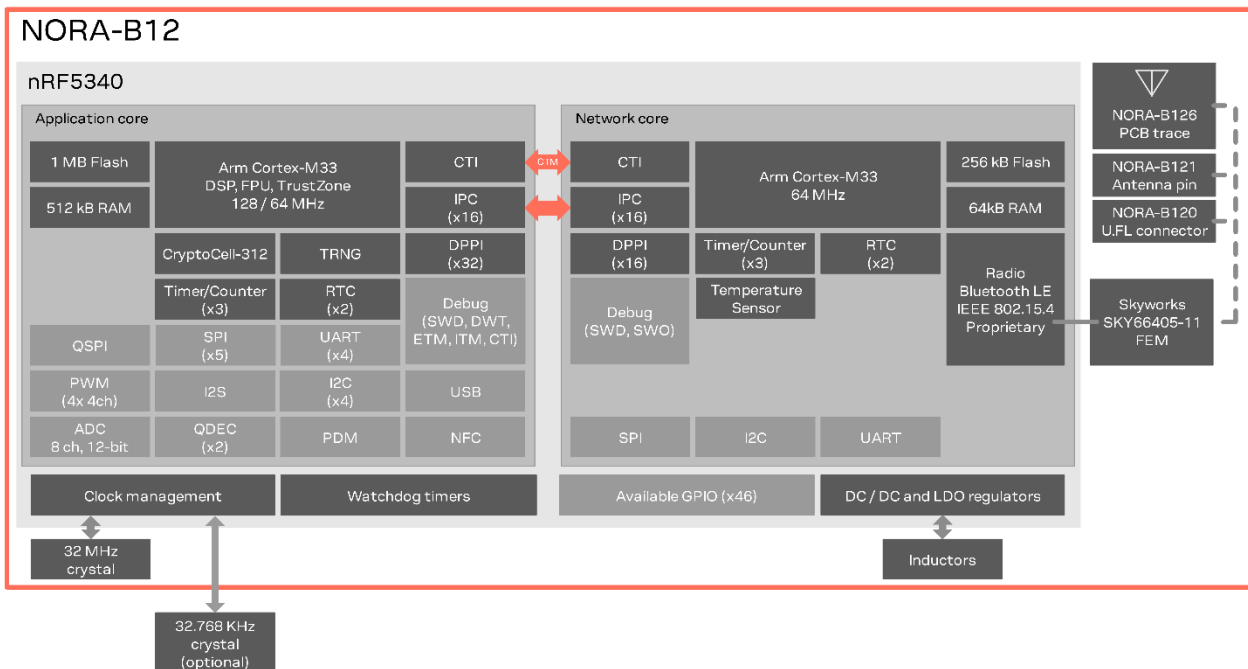 NORA-B12
nRF5340
Application core
1 MB Flash
512 kB RAM
Arm Cortex-M33
DSP, FPU, TrustZone
128 / 64 MHz
CTI
IPC
(x16)
CryptoCell-312
TRNG
DPPI
(x32)
Timer/Counter
(x3)
RTC
(x2)
Debug
(SWD, DWT,
ETM, ITM, CTI)
QSPI
SPI
(x5)
UART
(x4)
PWM
(4x 4ch)
I2S
I2C
(x4)
USB
ADC
8 ch, 12-bit
QDEC
(x2)
PDM
NFC
CTM
Network core
CTI
IPC
(x16)
Arm Cortex-M33
64 MHz
256 kB Flash
64kB RAM
DPPI
(x16)
Timer/Counter
(x3)
RTC
(x2)
Debug
(SWD, SWO)
Temperature
Sensor
Radio
Bluetooth LE
IEEE 802.15.4
Proprietary
SPI
I2C
UART
Clock management
Watchdog timers
Available GPIO (x46)
DC / DC and LDO regulators
32 MHz
crystal
Inductors
32.768 KHz
crystal
(optional)
NORA-B126
PCB trace
NORA-B121
Antenna pin
NORA-B120
U.FL connector
Skyworks
SKY66405-11
FEM